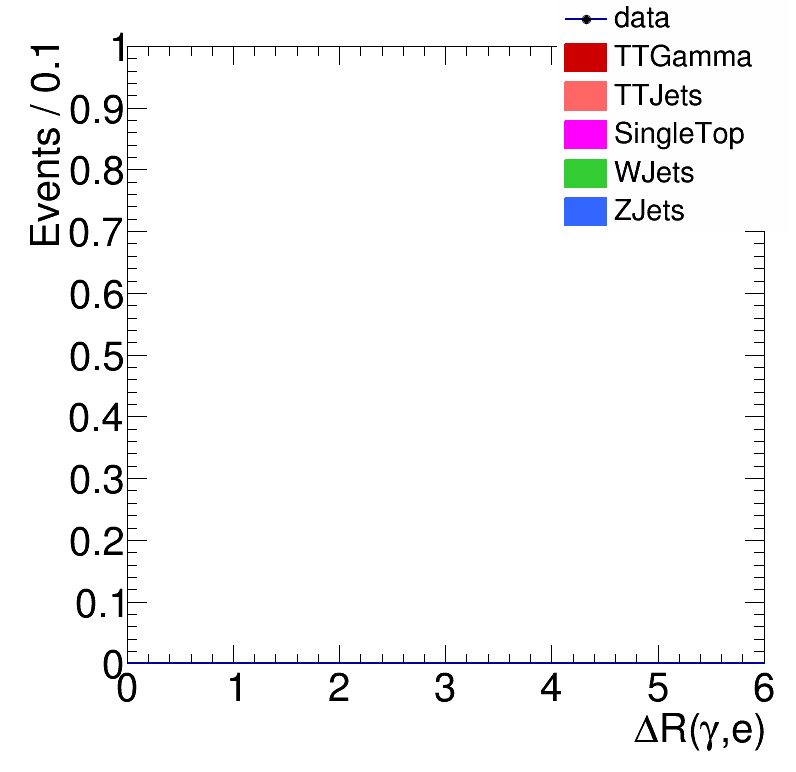 data
TTGamma
TTJets
SingleTop
WJets
ZJets
Events / 0.1
1
0.9
0.8
0.7
0.6
0.5
0.4
0.3
0.2
0.1
0
0 1 2 3 4 5 6
ΔR(γ,e)